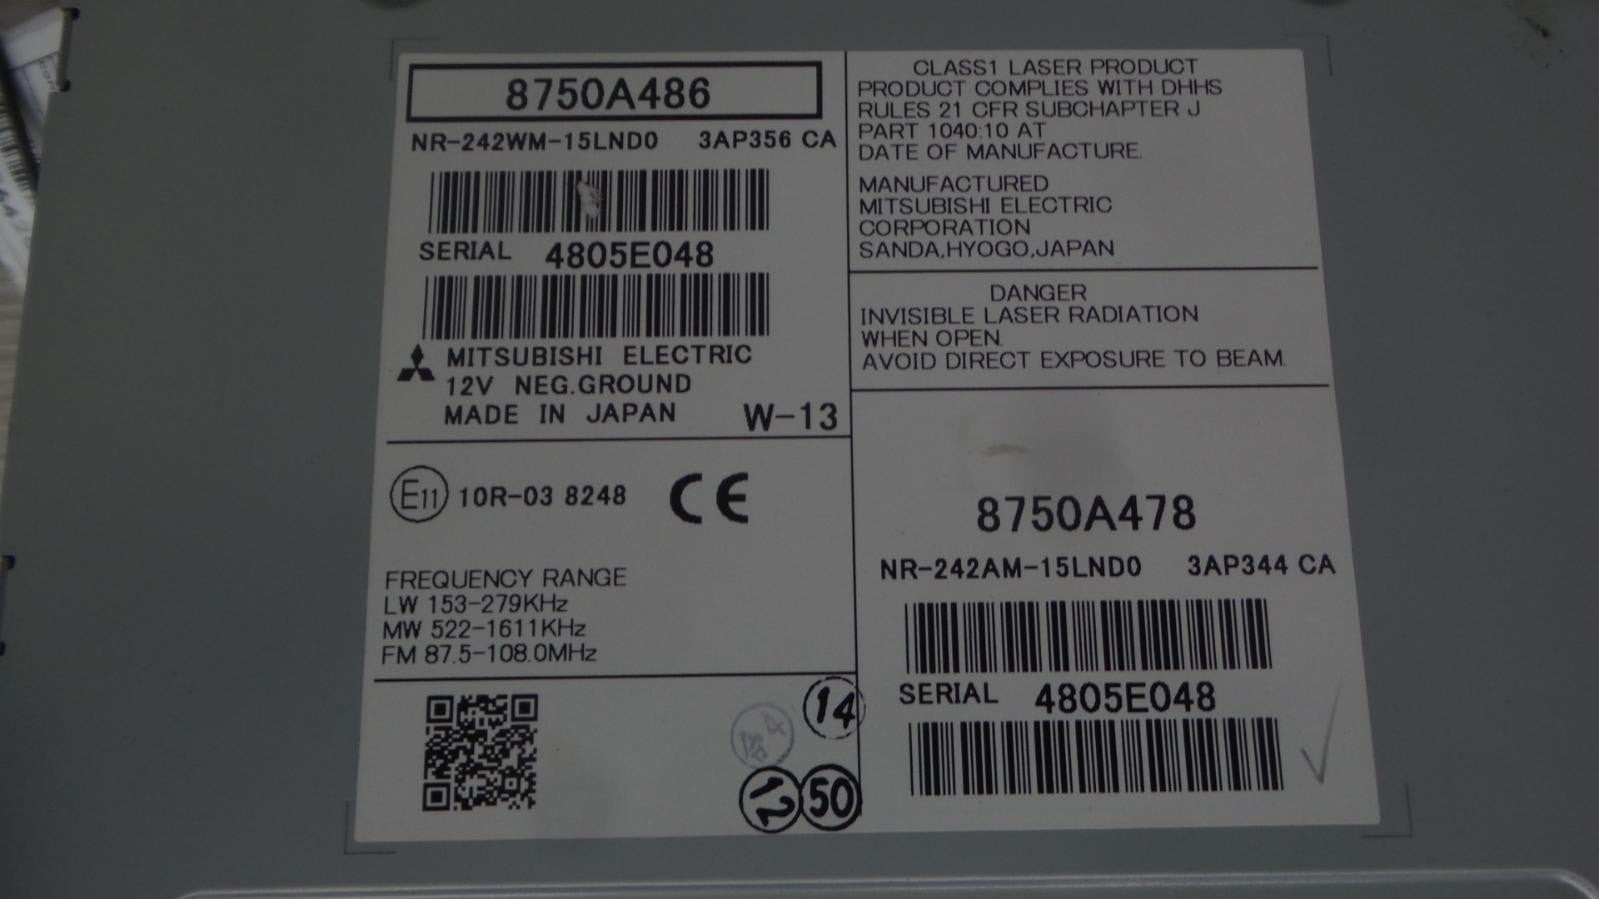 8750A486
NR-242WM-15LND0 3AP356 CA
SERIAL 4805E048
MITSUBISHI ELECTRIC
12V NEG.GROUND
MADE IN JAPAN W-13
E11 10R-03 8248 CE
FREQUENCY RANGE
LW 153-279KHz
MW 522-1611KHz
FM 87.5-108.0MHz
14
12 50
CLASS1 LASER PRODUCT
PRODUCT COMPLIES WITH DHHS
RULES 21 CFR SUBCHAPTER J
PART 1040:10 AT
DATE OF MANUFACTURE.
MANUFACTURED
MITSUBISHI ELECTRIC
CORPORATION
SANDA,HYOGO,JAPAN
DANGER
INVISIBLE LASER RADIATION
WHEN OPEN.
AVOID DIRECT EXPOSURE TO BEAM.
8750A478
NR-242AM-15LND0 3AP344 CA
SERIAL 4805E048